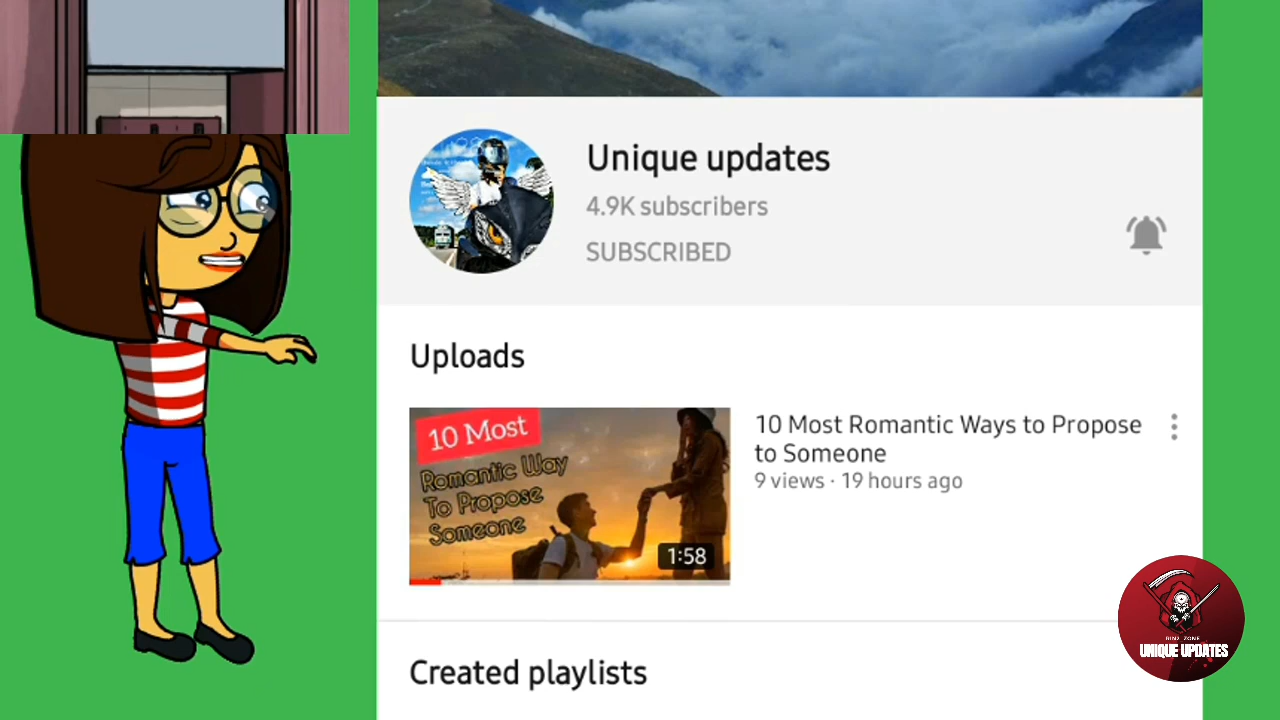 Unique updates
4.9K subscribers
SUBSCRIBED
Uploads
10 Most
Romantic Way
To Propose
Someone
1:58
10 Most Romantic Ways to Propose
to Someone
9 views · 19 hours ago
Created playlists
UNIQUE UPDATES